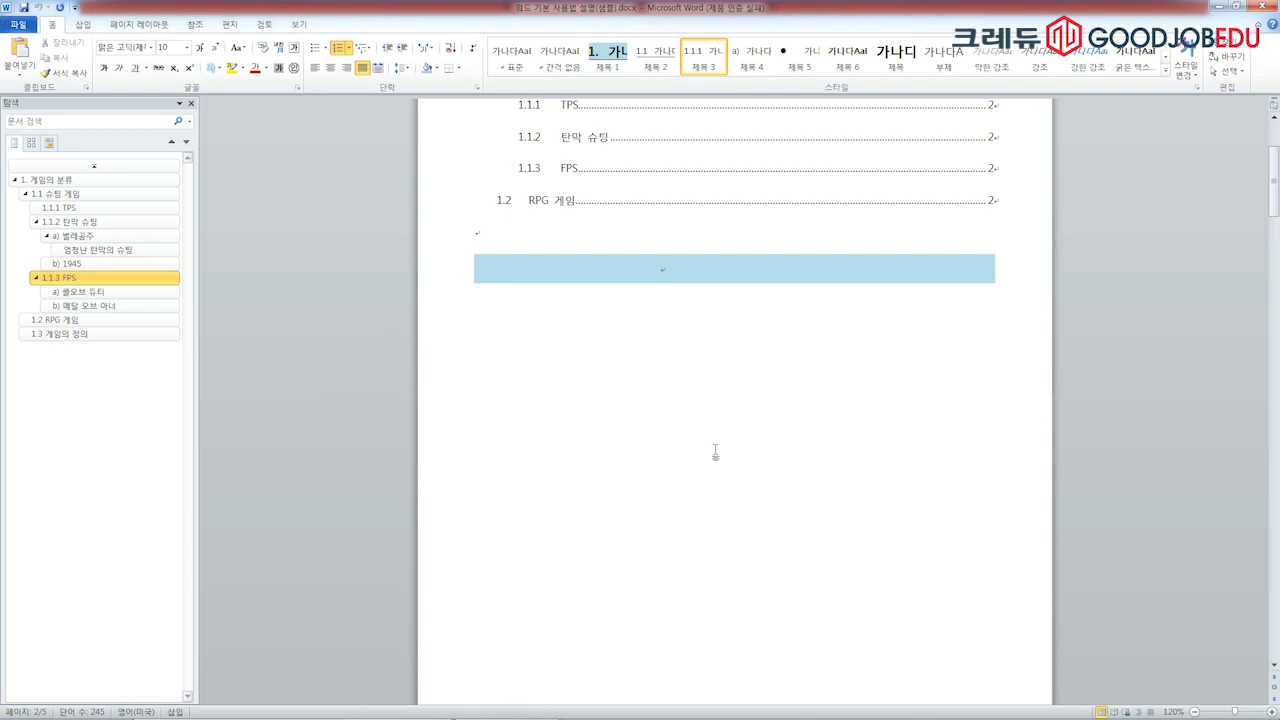 워드 기본 사용법 설명(샘플).docx - Microsoft Word (제품 인증 실패)
파일 홈 삽입 페이지 레이아웃 참조 편지 검토 보기
크레듀 GOODJOBEDU
붙여넣기
잘라내기
복사
서식 복사
클립보드
맑은 고딕(제 10
글꼴
단락
가나다AaI 가나다AaI 1. 가나 1.1 가나다 1.1.1 가나 a) 가나다 가나 가나다AaI 가나디 가나다A
표준 간격 없음 제목 1 제목 2 제목 3 제목 4 제목 5 제목 6 제목 부제 약한 강조 강조 강한 강조 굵은 텍스...
스타일
스타일 변경
바꾸기
선택
편집
탐색
문서 검색
1. 게임의 분류
1.1 슈팅 게임
1.1.1 TPS
1.1.2 탄막 슈팅
a) 벌레공주
엄청난 탄막의 슈팅
b) 1945
1.1.3 FPS
a) 콜오브 듀티
b) 메달 오브 아너
1.2 RPG 게임
1.3 게임의 정의
1.1.1 TPS 2
1.1.2 탄막 슈팅 2
1.1.3 FPS 2
1.2 RPG 게임 2
페이지: 2/5 단어 수: 245 영어(미국) 삽입
120%